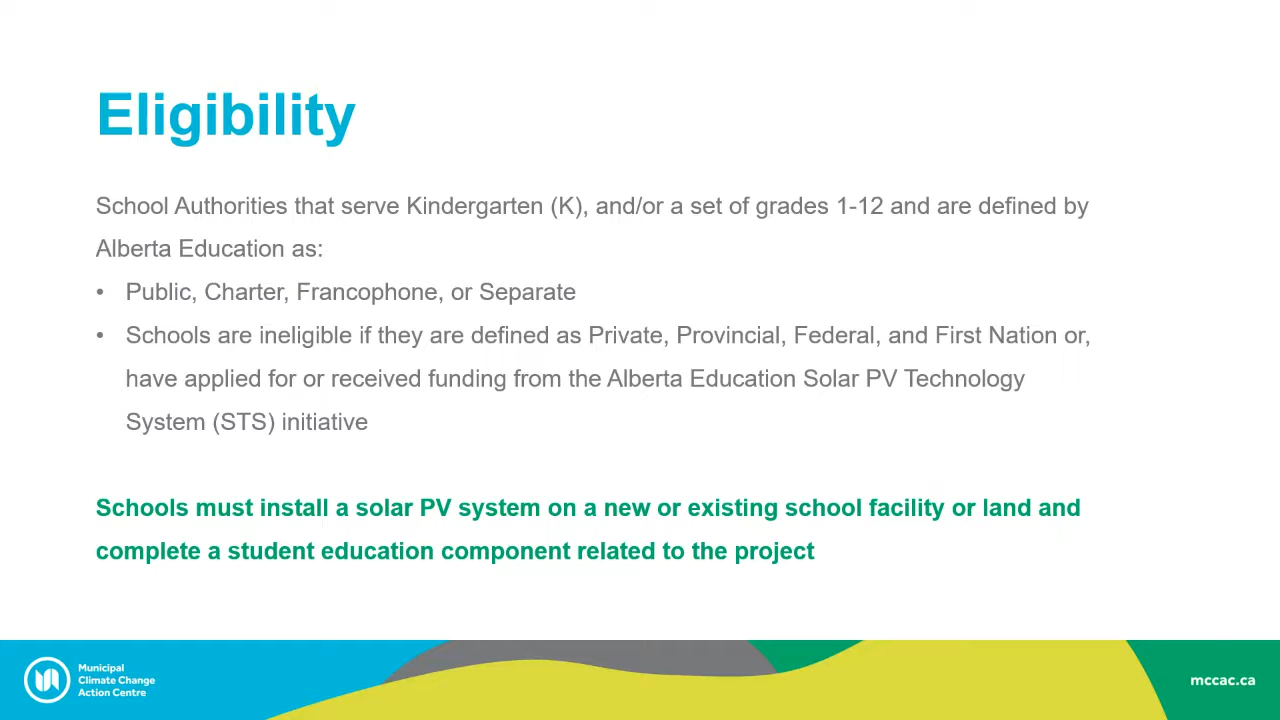 Eligibility
School Authorities that serve Kindergarten (K), and/or a set of grades 1-12 and are defined by
Alberta Education as:
• Public, Charter, Francophone, or Separate
• Schools are ineligible if they are defined as Private, Provincial, Federal, and First Nation or,
have applied for or received funding from the Alberta Education Solar PV Technology
System (STS) initiative
Schools must install a solar PV system on a new or existing school facility or land and
complete a student education component related to the project
Municipal
Climate Change
Action Centre
mccac.ca